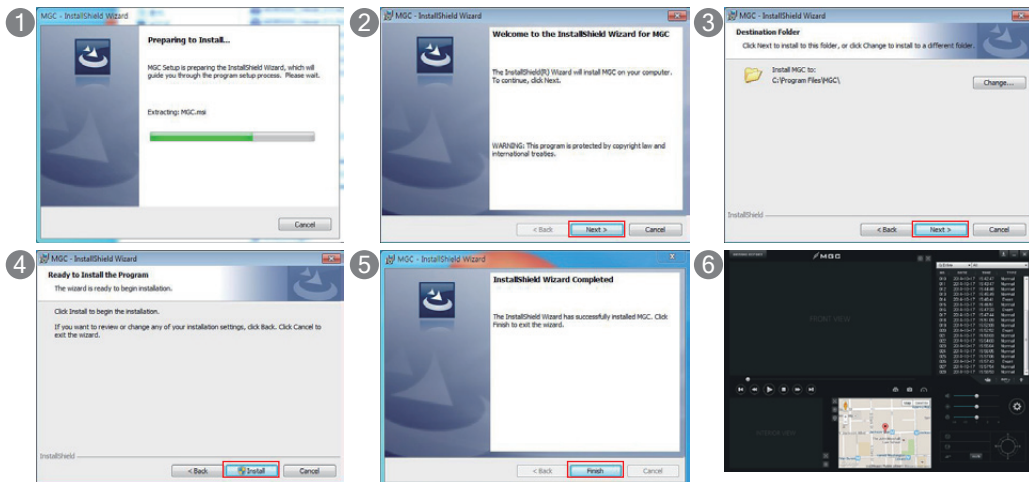 1
MGC - InstallShield Wizard
Preparing to Install...
MGC Setup is preparing the InstallShield Wizard, which will
guide you through the program setup process. Please wait.
Extracting: MGC.msi
Cancel
2
MGC - InstallShield Wizard
Welcome to the InstallShield Wizard for MGC
The InstallShield(R) Wizard will install MGC on your computer.
To continue, click Next.
WARNING: This program is protected by copyright law and
international treaties.
< Back
Next >
Cancel
3
MGC - InstallShield Wizard
Destination Folder
Click Next to install to this folder, or click Change to install to a different folder.
Install MGC to:
C:\Program Files\MGC\
Change...
InstallShield
< Back
Next >
Cancel
4
MGC - InstallShield Wizard
Ready to Install the Program
The wizard is ready to begin installation.
Click Install to begin the installation.
If you want to review or change any of your installation settings, click Back. Click Cancel to
exit the wizard.
InstallShield
< Back
Install
Cancel
5
MGC - InstallShield Wizard
InstallShield Wizard Completed
The InstallShield Wizard has successfully installed MGC. Click
Finish to exit the wizard.
< Back
Finish
Cancel
6
MGC
FRONT VIEW
INTERIOR VIEW